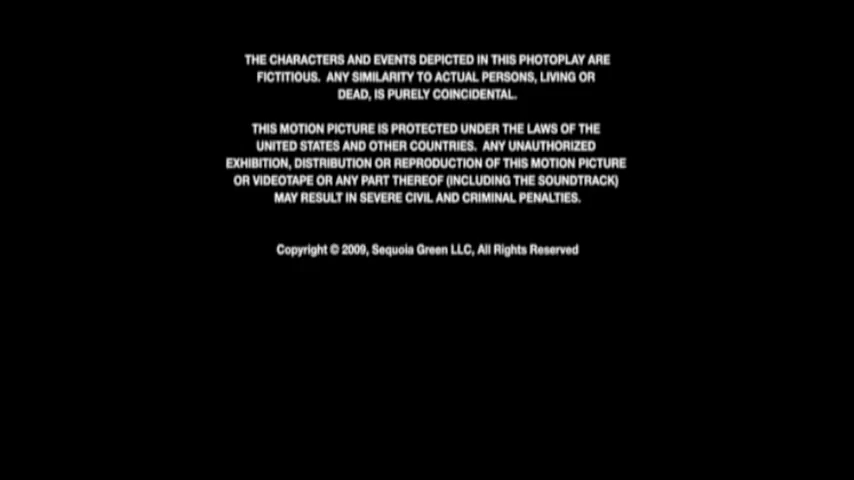 THE CHARACTERS AND EVENTS DEPICTED IN THIS PHOTOPLAY ARE
FICTITIOUS. ANY SIMILARITY TO ACTUAL PERSONS, LIVING OR
DEAD, IS PURELY COINCIDENTAL.
THIS MOTION PICTURE IS PROTECTED UNDER THE LAWS OF THE
UNITED STATES AND OTHER COUNTRIES. ANY UNAUTHORIZED
EXHIBITION, DISTRIBUTION OR REPRODUCTION OF THIS MOTION PICTURE
OR VIDEOTAPE OR ANY PART THEREOF (INCLUDING THE SOUNDTRACK)
MAY RESULT IN SEVERE CIVIL AND CRIMINAL PENALTIES.
Copyright © 2009, Sequoia Green LLC, All Rights Reserved